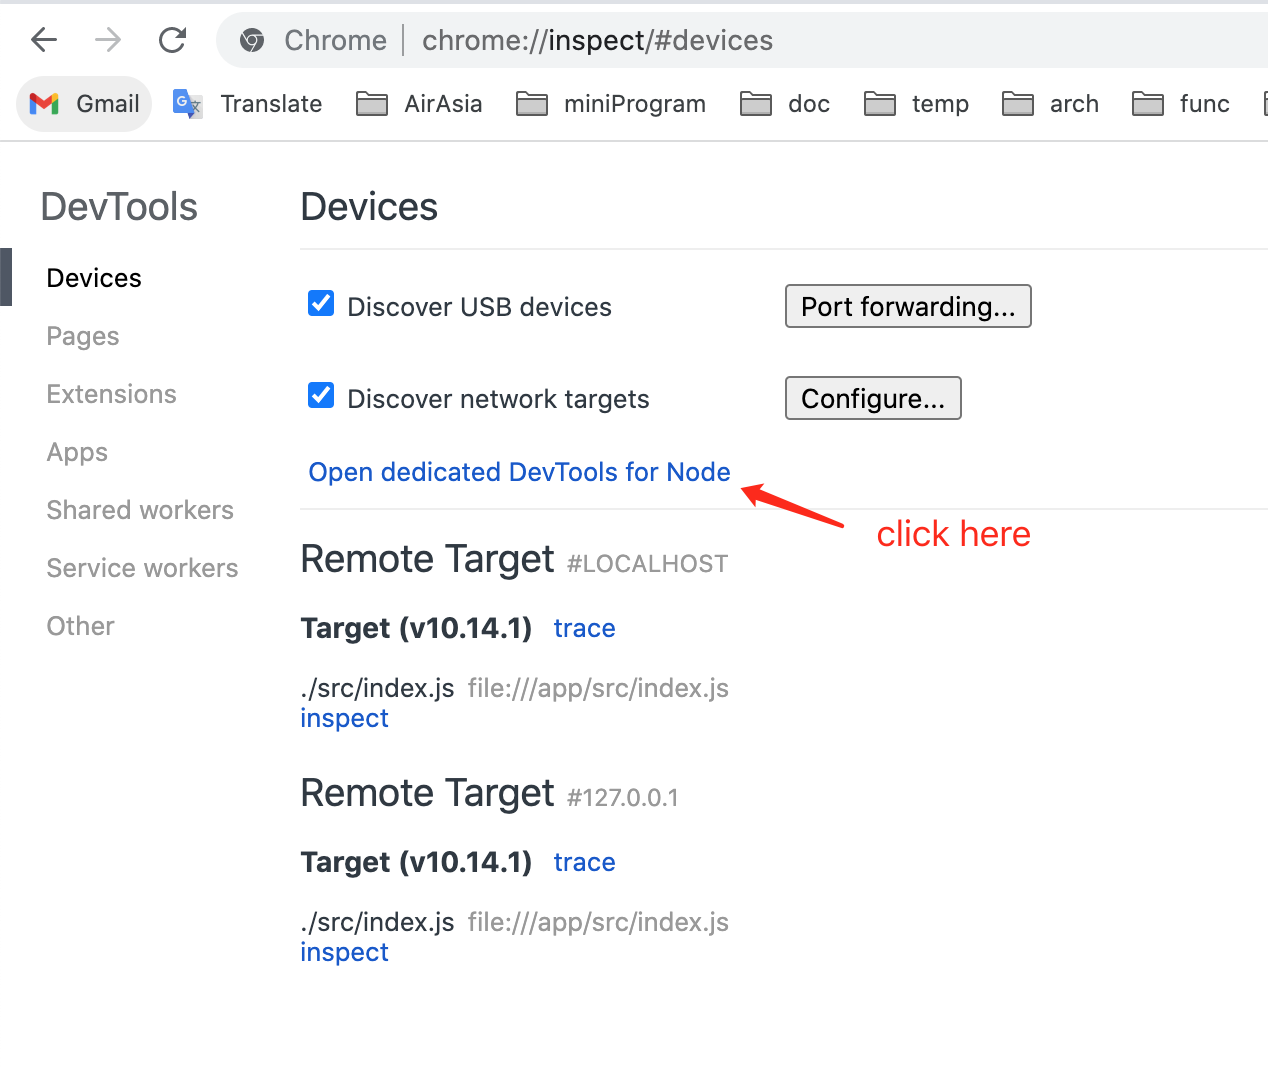 Chrome chrome://inspect/#devices
Gmail Translate AirAsia miniProgram doc temp arch func
DevTools
Devices
Pages
Extensions
Apps
Shared workers
Service workers
Other
Devices
Discover USB devices Port forwarding...
Discover network targets Configure...
Open dedicated DevTools for Node
click here
Remote Target #LOCALHOST
Target (v10.14.1) trace
./src/index.js file:///app/src/index.js
inspect
Remote Target #127.0.0.1
Target (v10.14.1) trace
./src/index.js file:///app/src/index.js
inspect